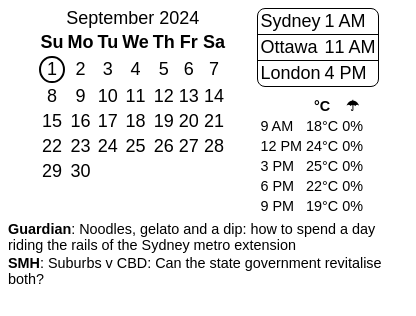 September 2024
Su Mo Tu We Th Fr Sa
1 2 3 4 5 6 7
8 9 10 11 12 13 14
15 16 17 18 19 20 21
22 23 24 25 26 27 28
29 30
Sydney 1 AM
Ottawa 11 AM
London 4 PM
°C ☂
9 AM 18°C 0%
12 PM 24°C 0%
3 PM 25°C 0%
6 PM 22°C 0%
9 PM 19°C 0%
Guardian: Noodles, gelato and a dip: how to spend a day
riding the rails of the Sydney metro extension
SMH: Suburbs v CBD: Can the state government revitalise
both?